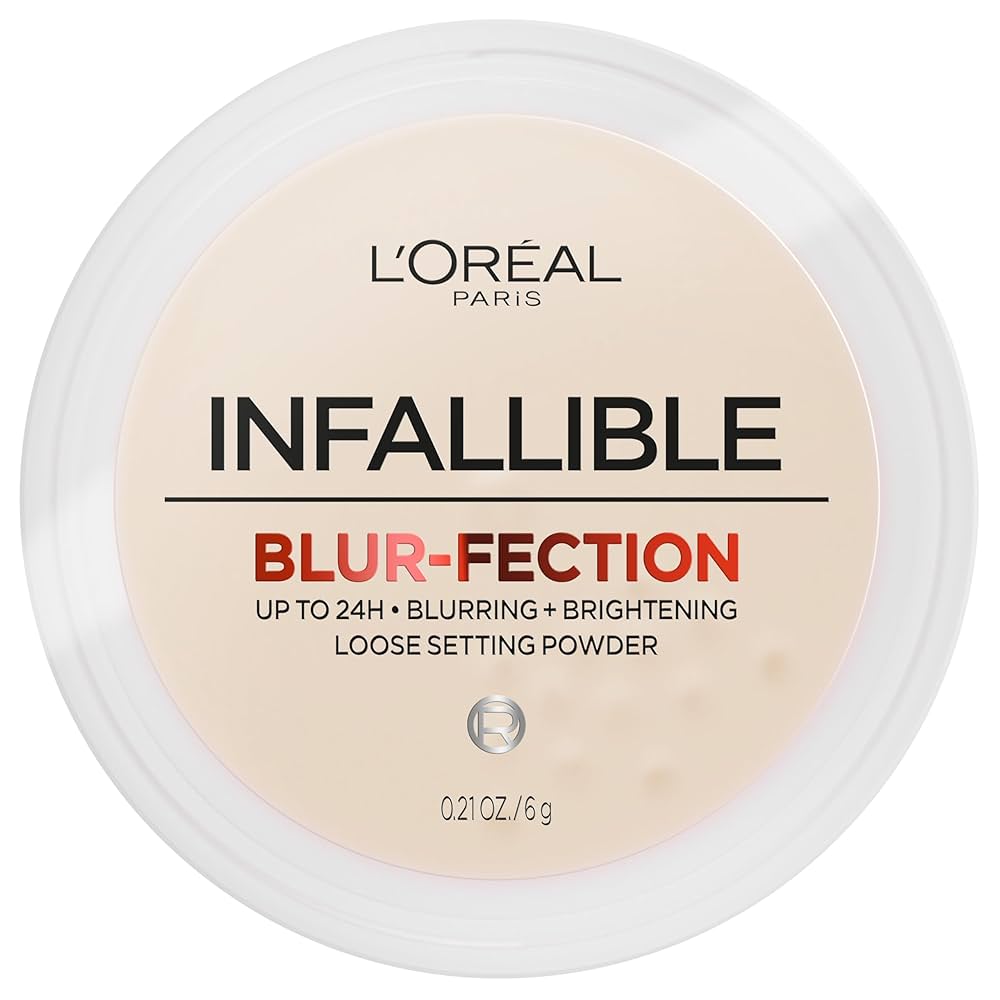 L'ORÉAL
PARiS
INFALLIBLE
BLUR-FECTION
UP TO 24H • BLURRING + BRIGHTENING
LOOSE SETTING POWDER
0.21 OZ./6 g